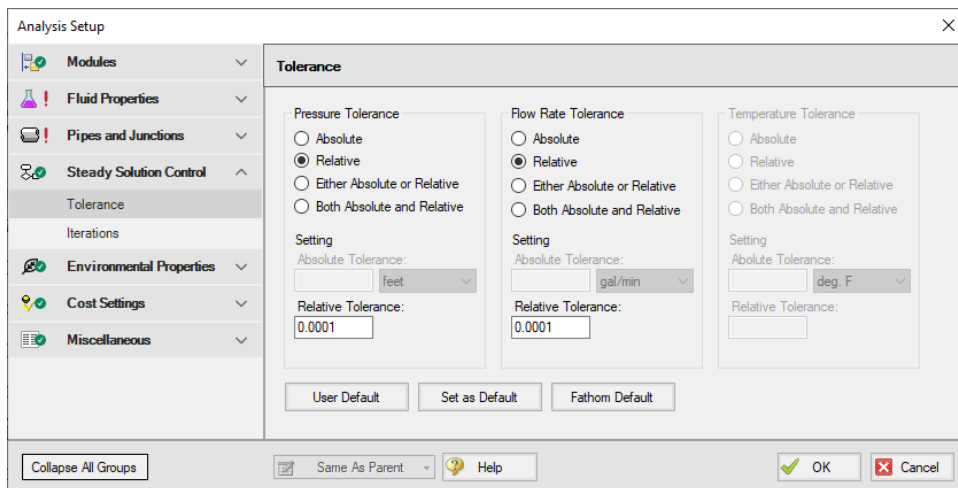 Analysis Setup
Modules
Fluid Properties
Pipes and Junctions
Steady Solution Control
Tolerance
Iterations
Environmental Properties
Cost Settings
Miscellaneous
Collapse All Groups
Tolerance
Pressure Tolerance
Absolute
Relative
Either Absolute or Relative
Both Absolute and Relative
Setting
Absolute Tolerance:
feet
Relative Tolerance:
0.0001
Flow Rate Tolerance
Absolute
Relative
Either Absolute or Relative
Both Absolute and Relative
Setting
Absolute Tolerance:
gal/min
Relative Tolerance:
0.0001
Temperature Tolerance
Absolute
Relative
Either Absolute or Relative
Both Absolute and Relative
Setting
Abolute Tolerance:
deg. F
Relative Tolerance:
User Default Set as Default Fathom Default
Same As Parent Help OK Cancel